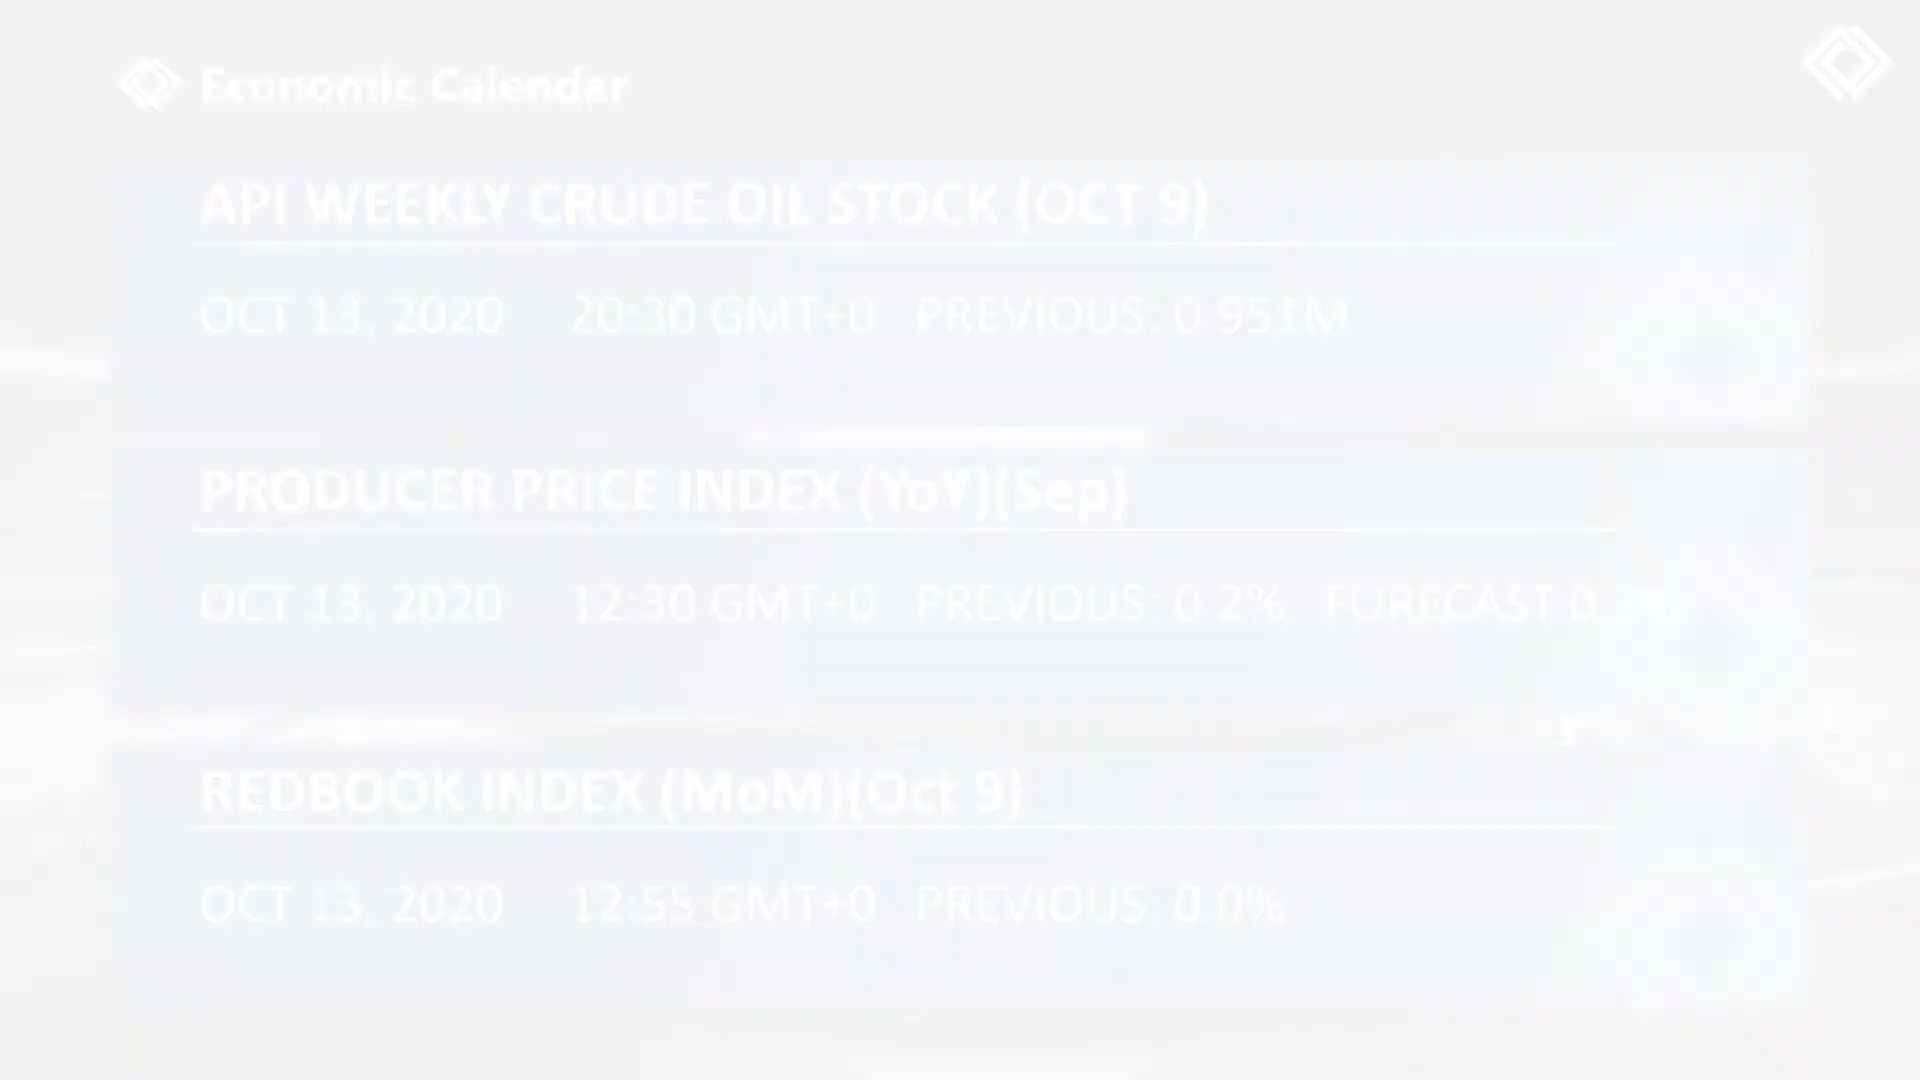 Economic Calendar
API WEEKLY CRUDE OIL STOCK (OCT 9)
OCT 13, 2020 20:30 GMT+0 PREVIOUS: 0.951M
PRODUCER PRICE INDEX (YoY)(Sep)
OCT 13, 2020 12:30 GMT+0 PREVIOUS: 0.2% FORECAST
REDBOOK INDEX (MoM)(Oct 9)
OCT 13, 2020 12:55 GMT+0 PREVIOUS: 0.0%